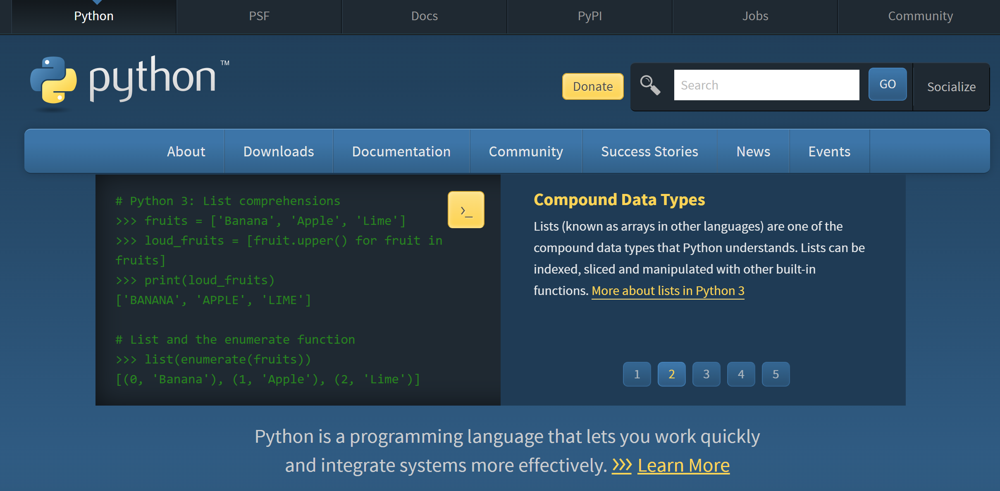 Python PSF Docs PyPI Jobs Community
python™
Donate Search GO Socialize
About Downloads Documentation Community Success Stories News Events
# Python 3: List comprehensions
>>> fruits = ['Banana', 'Apple', 'Lime']
>>> loud_fruits = [fruit.upper() for fruit in
fruits]
>>> print(loud_fruits)
['BANANA', 'APPLE', 'LIME']
# List and the enumerate function
>>> list(enumerate(fruits))
[(0, 'Banana'), (1, 'Apple'), (2, 'Lime')]
>_
Compound Data Types
Lists (known as arrays in other languages) are one of the
compound data types that Python understands. Lists can be
indexed, sliced and manipulated with other built-in
functions. More about lists in Python 3
1 2 3 4 5
Python is a programming language that lets you work quickly
and integrate systems more effectively. >>> Learn More